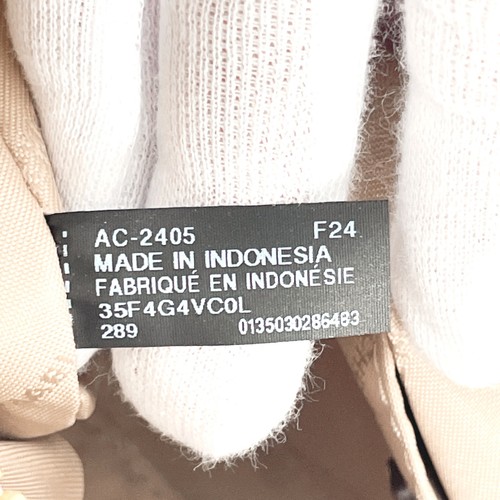 AC-2405 F24
MADE IN INDONESIA
FABRIQUÉ EN INDONÉSIE
35F4G4VC0L
289 0135030286483